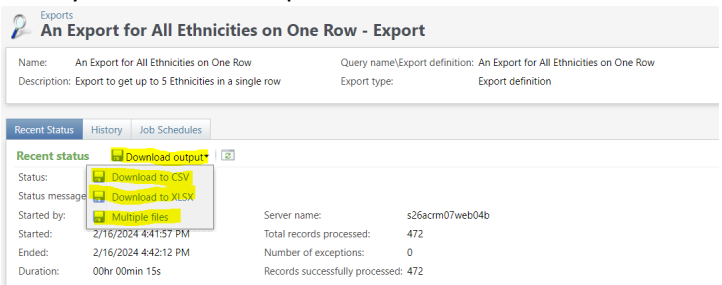 Exports
An Export for All Ethnicities on One Row - Export
Name: An Export for All Ethnicities on One Row Query name\Export definition: An Export for All Ethnicities on One Row
Description: Export to get up to 5 Ethnicities in a single row Export type: Export definition
Recent Status History Job Schedules
Recent status Download output
Status: Download to CSV
Status message Download to XLSX
Started by: Multiple files Server name: s26acrm07web04b
Started: 2/16/2024 4:41:57 PM Total records processed: 472
Ended: 2/16/2024 4:42:12 PM Number of exceptions: 0
Duration: 00hr 00min 15s Records successfully processed: 472